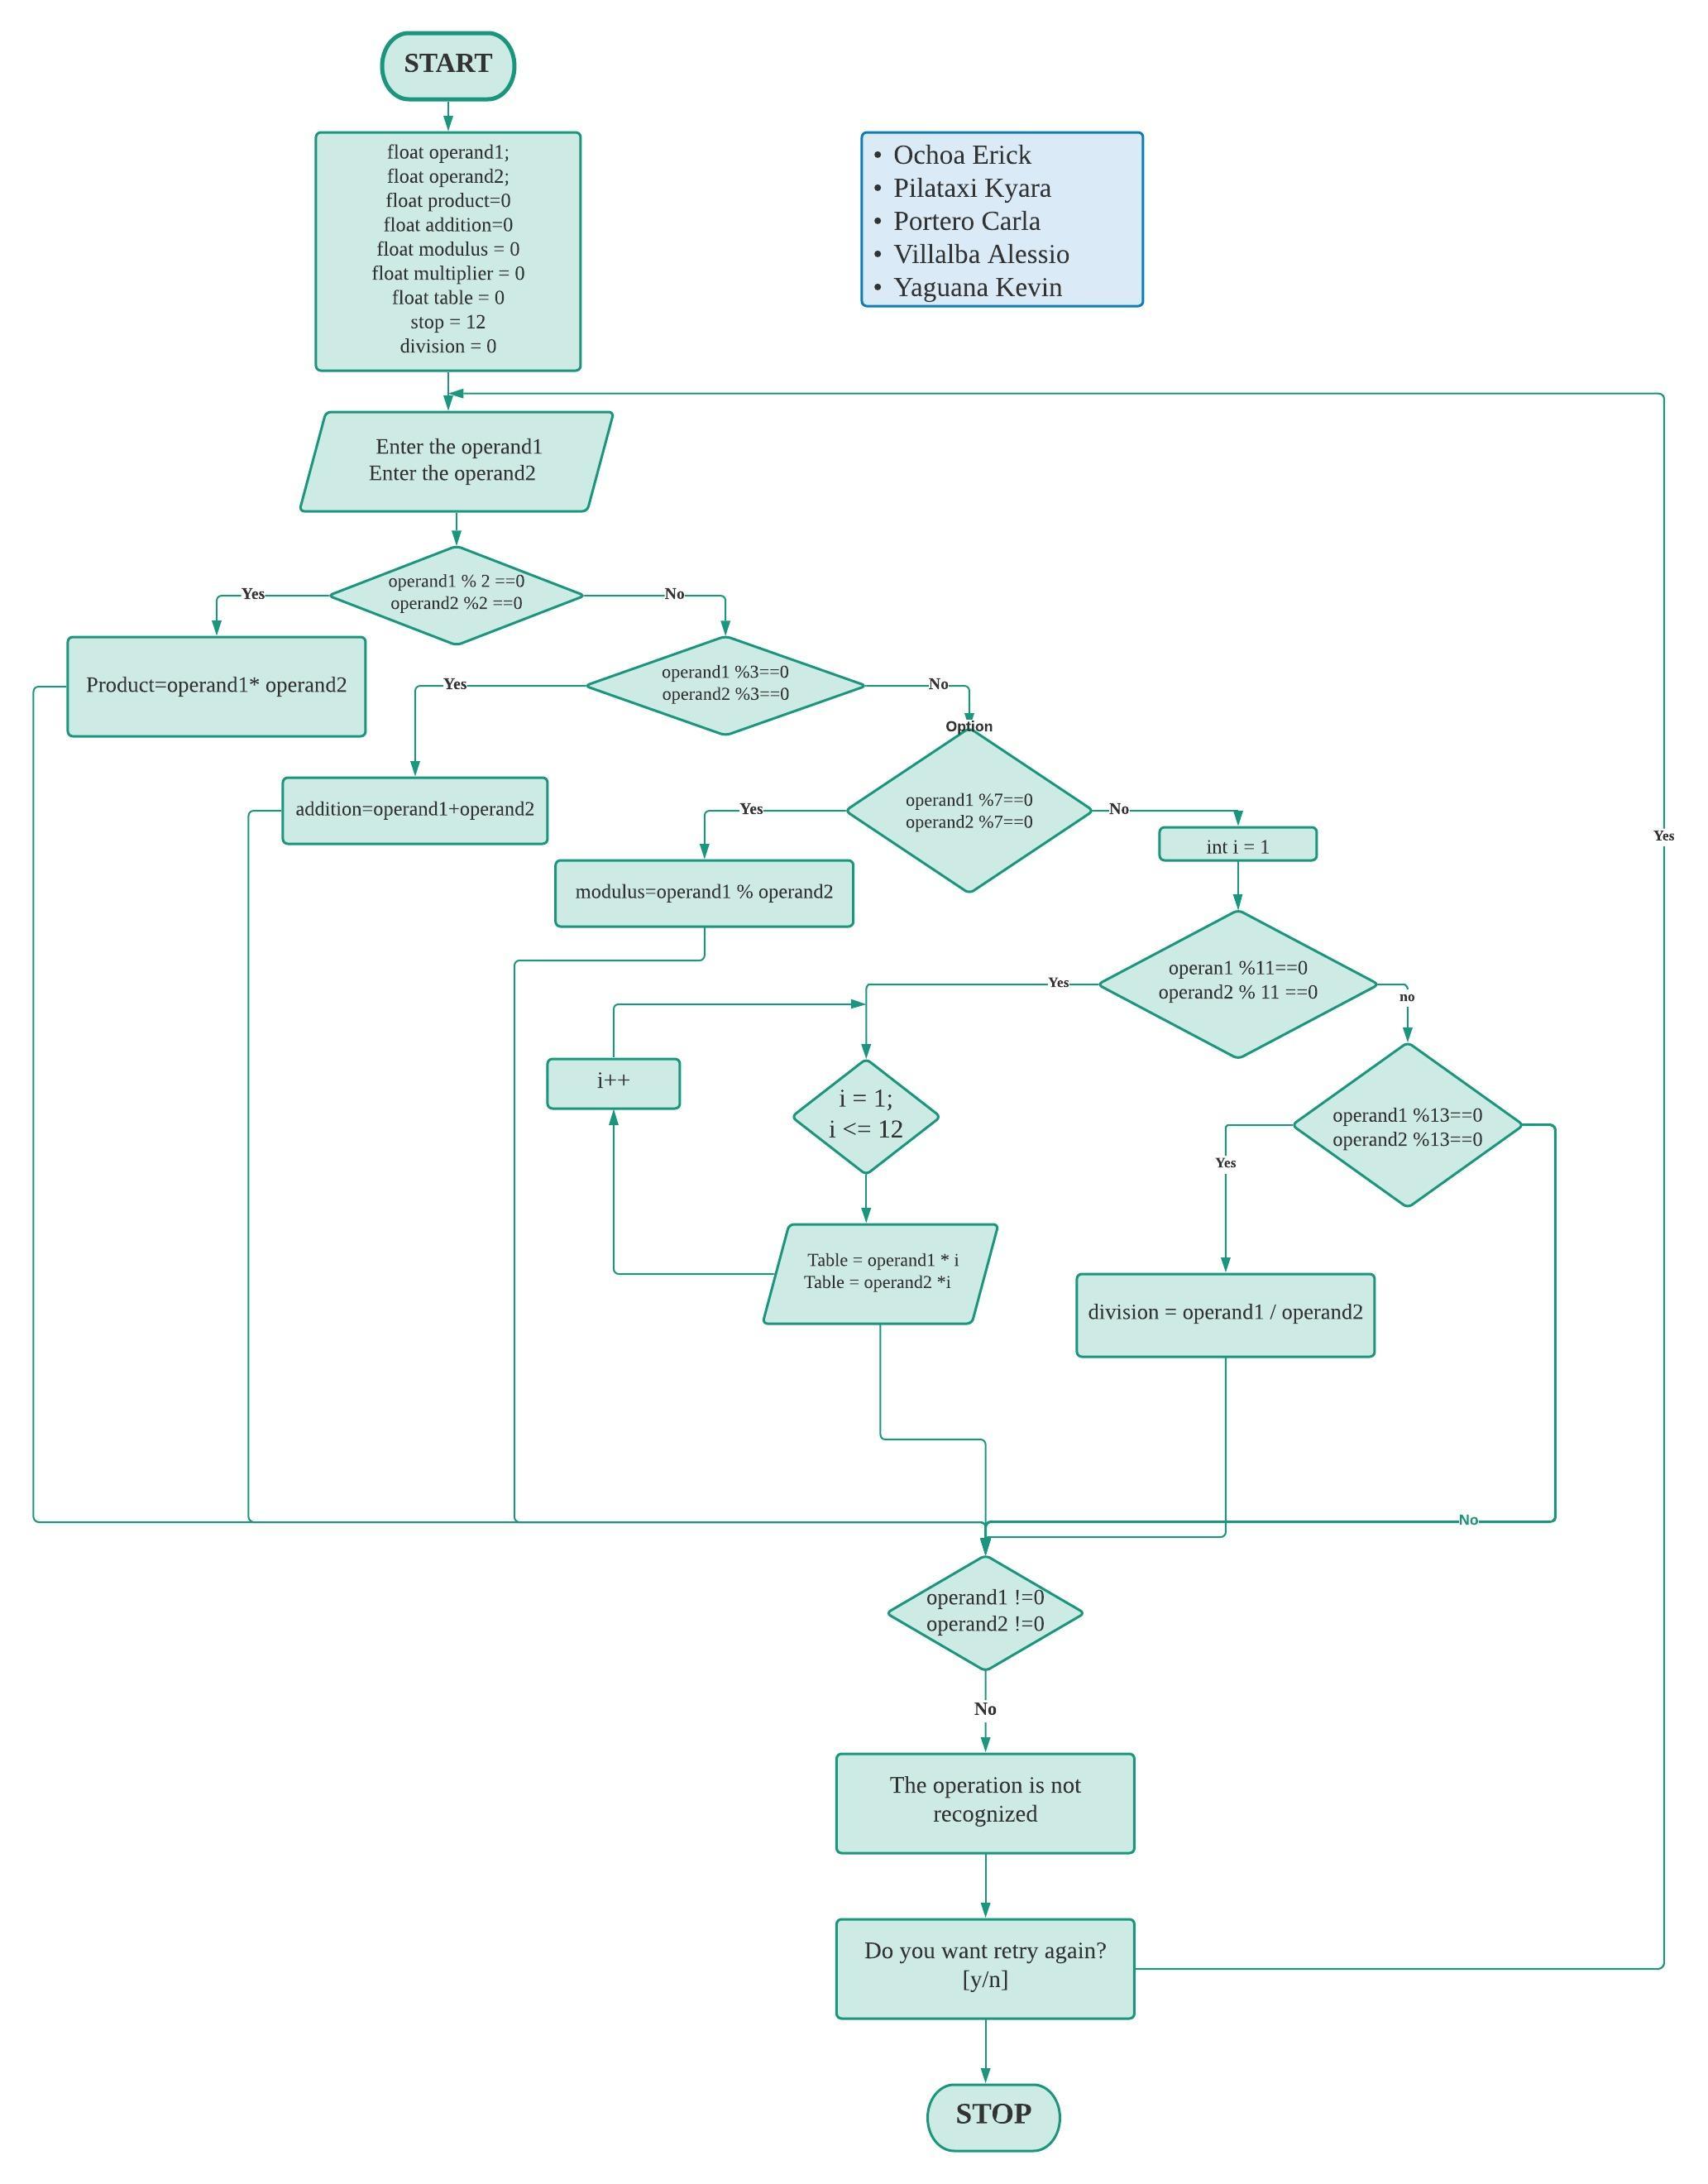 START
float operand1;
float operand2;
float product=0
float addition=0
float modulus = 0
float multiplier = 0
float table = 0
stop = 12
division = 0
• Ochoa Erick
• Pilataxi Kyara
• Portero Carla
• Villalba Alessio
• Yaguana Kevin
Enter the operand1
Enter the operand2
operand1 % 2 ==0
operand2 %2 ==0
Yes
No
Product=operand1* operand2
operand1 %3==0
operand2 %3==0
Yes
No
addition=operand1+operand2
Option
operand1 %7==0
operand2 %7==0
Yes
No
modulus=operand1 % operand2
int i = 1
Yes
operan1 %11==0
operand2 % 11 ==0
Yes
no
i++
i = 1;
i <= 12
operand1 %13==0
operand2 %13==0
Yes
Table = operand1 * i
Table = operand2 *i
division = operand1 / operand2
No
operand1 !=0
operand2 !=0
No
The operation is not
recognized
Do you want retry again?
[y/n]
STOP